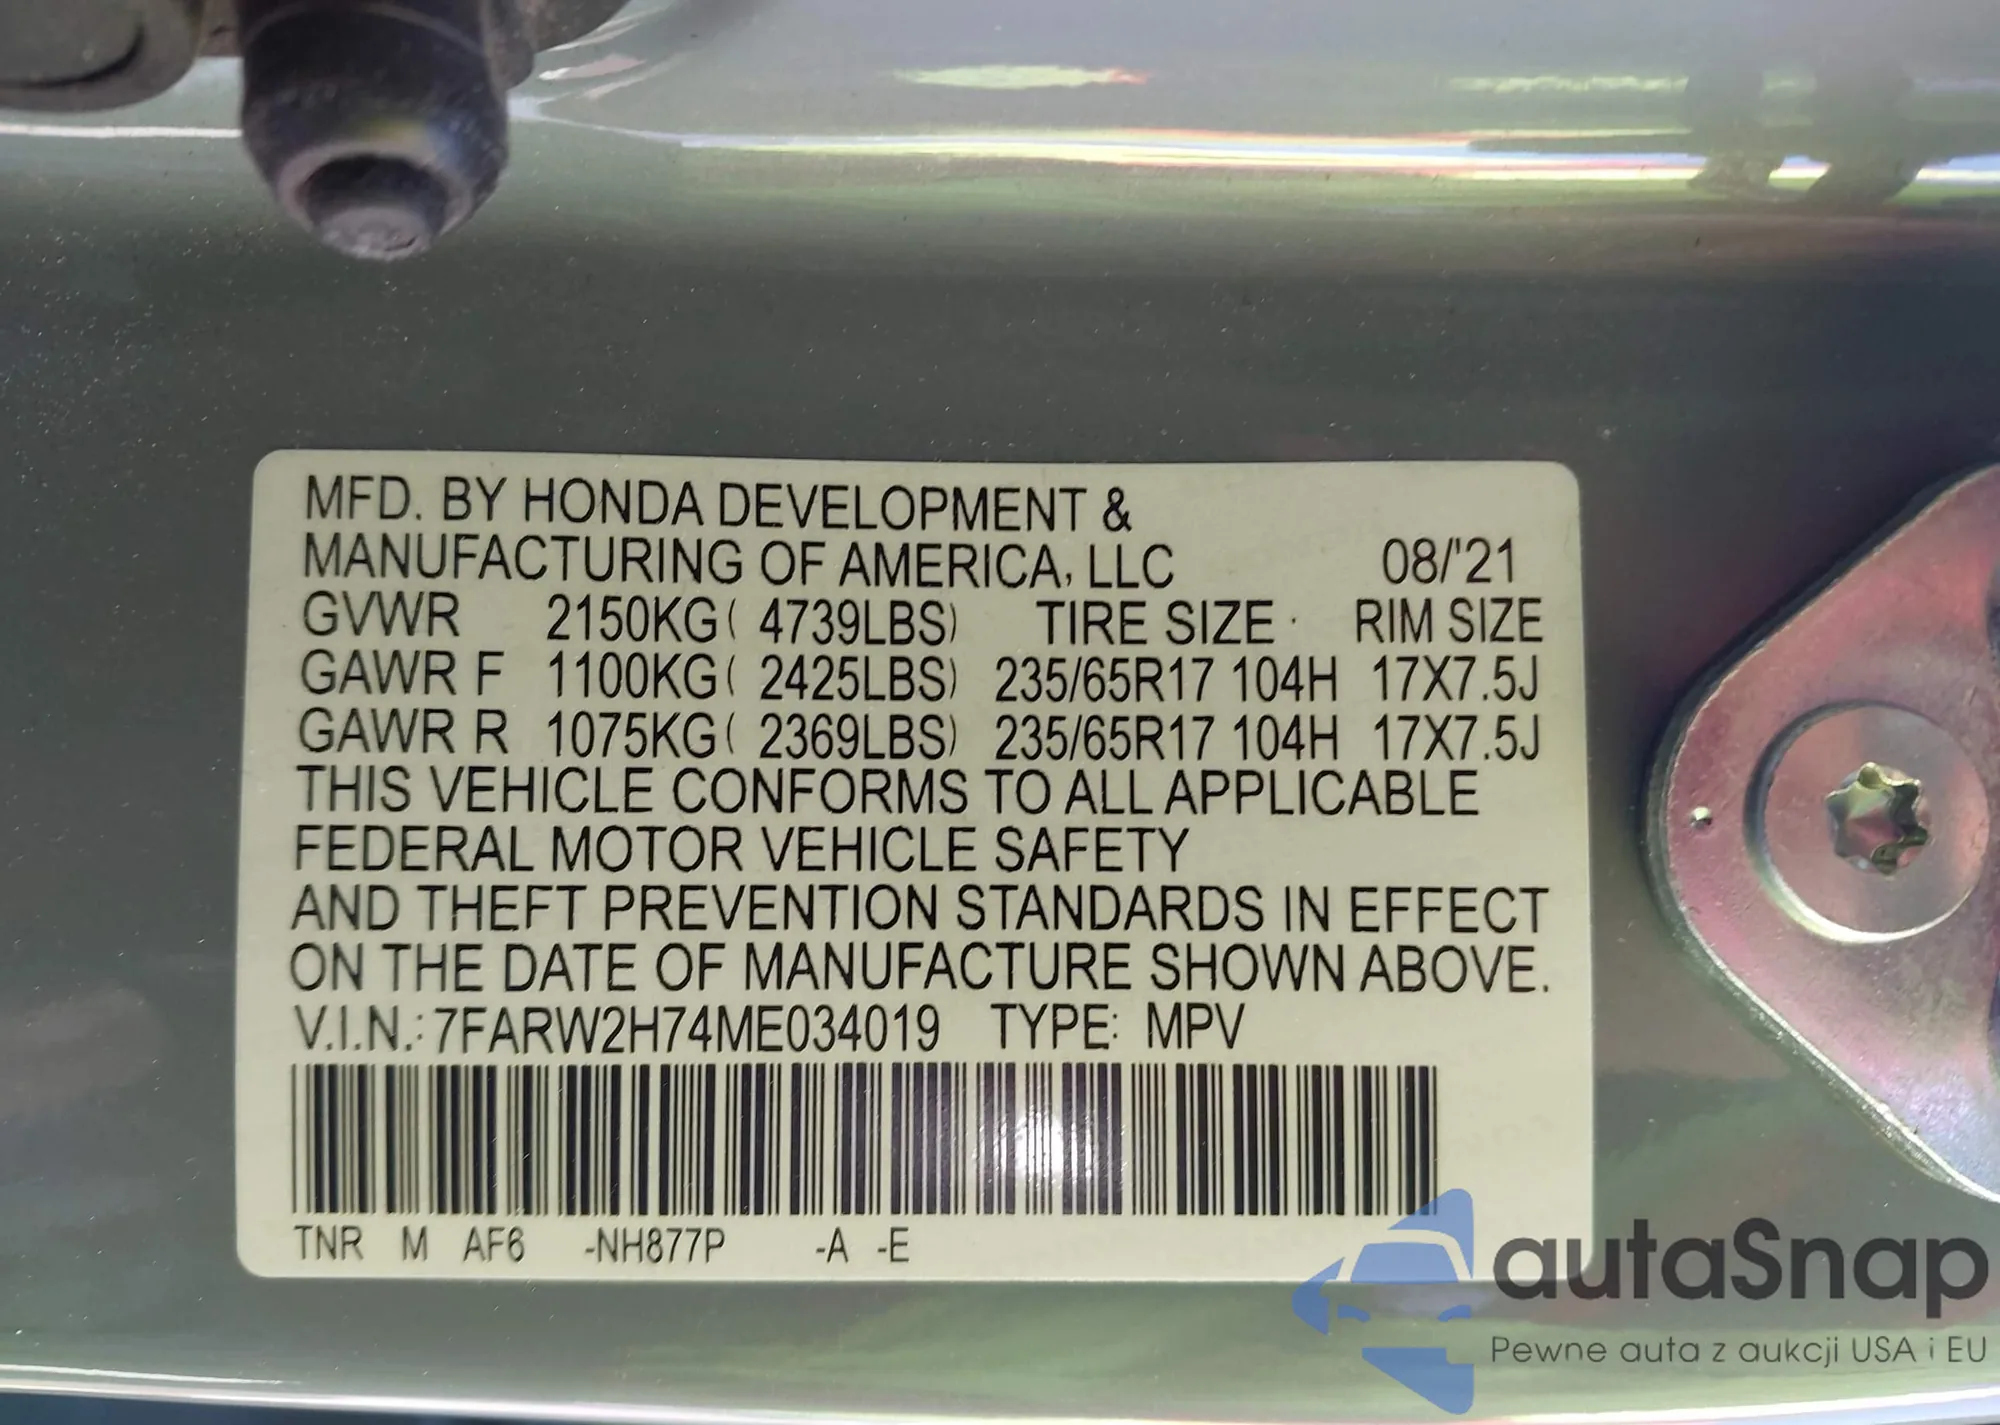 MFD. BY HONDA DEVELOPMENT &
MANUFACTURING OF AMERICA, LLC 08/'21
GVWR 2150KG( 4739LBS) TIRE SIZE RIM SIZE
GAWR F 1100KG( 2425LBS) 235/65R17 104H 17X7.5J
GAWR R 1075KG( 2369LBS) 235/65R17 104H 17X7.5J
THIS VEHICLE CONFORMS TO ALL APPLICABLE
FEDERAL MOTOR VEHICLE SAFETY
AND THEFT PREVENTION STANDARDS IN EFFECT
ON THE DATE OF MANUFACTURE SHOWN ABOVE.
V.I.N.: 7FARW2H74ME034019 TYPE: MPV
TNR M AF6 -NH877P -A -E
autaSnap
Pewne auta z aukcji USA i EU